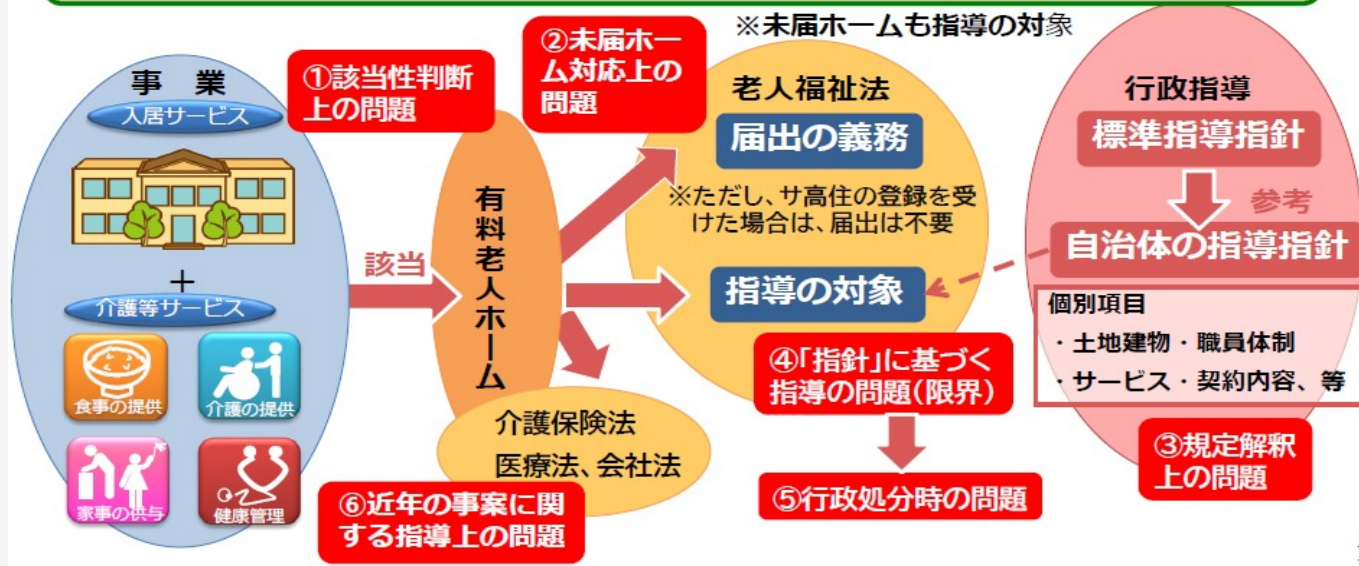 ※未届ホームも指導の対象
事　業
入居サービス
+
介護等サービス
食事の提供
介護の提供
家事の供与
健康管理
①該当性判断
上の問題
該当
有料老人ホーム
②未届ホー
ム対応上の
問題
老人福祉法
届出の義務
※ただし、サ高住の登録を受
けた場合は、届出は不要
指導の対象
介護保険法
医療法、会社法
⑥近年の事案に関
する指導上の問題
④「指針」に基づく
指導の問題(限界)
⑤行政処分時の問題
行政指導
標準指導指針
参考
自治体の指導指針
個別項目
・土地建物・職員体制
・サービス・契約内容、等
③規定解釈
上の問題